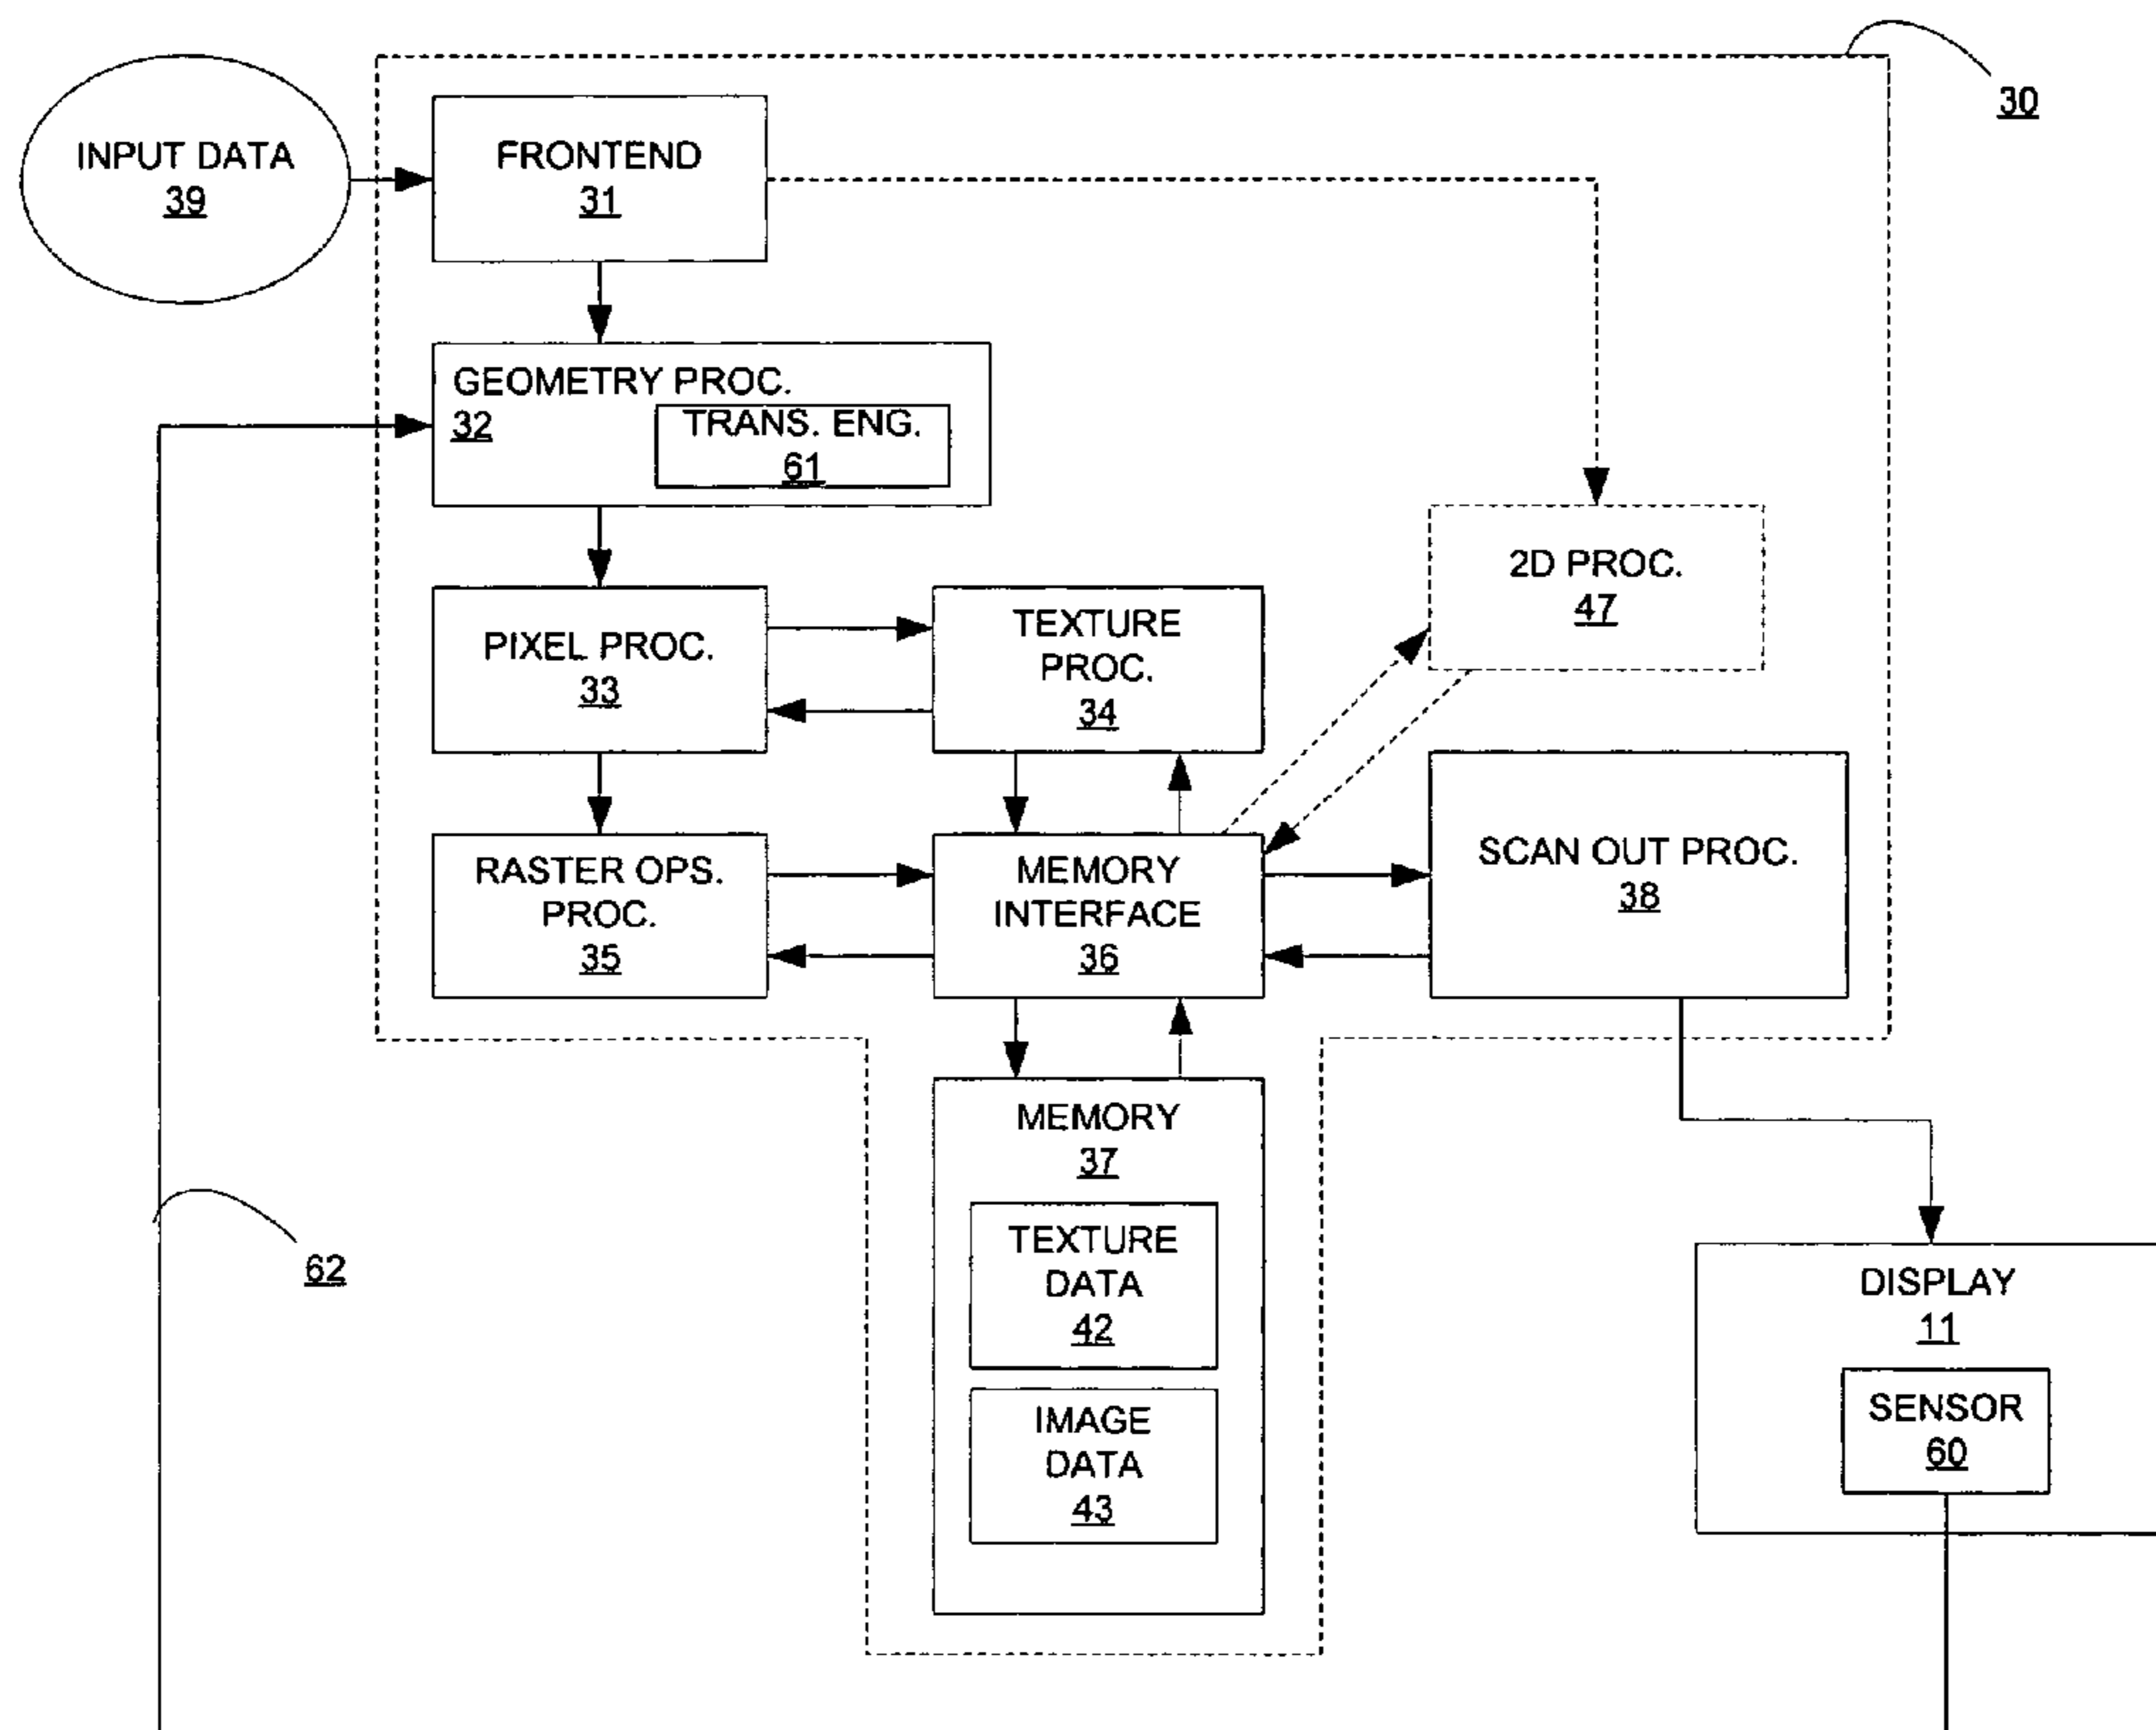 30
INPUT DATA
39
FRONTEND
31
GEOMETRY PROC.
32
TRANS. ENG.
61
2D PROC.
47
PIXEL PROC.
33
TEXTURE
PROC.
34
RASTER OPS.
PROC.
35
MEMORY
INTERFACE
36
SCAN OUT PROC.
38
MEMORY
37
TEXTURE
DATA
42
IMAGE
DATA
43
62
DISPLAY
11
SENSOR
60